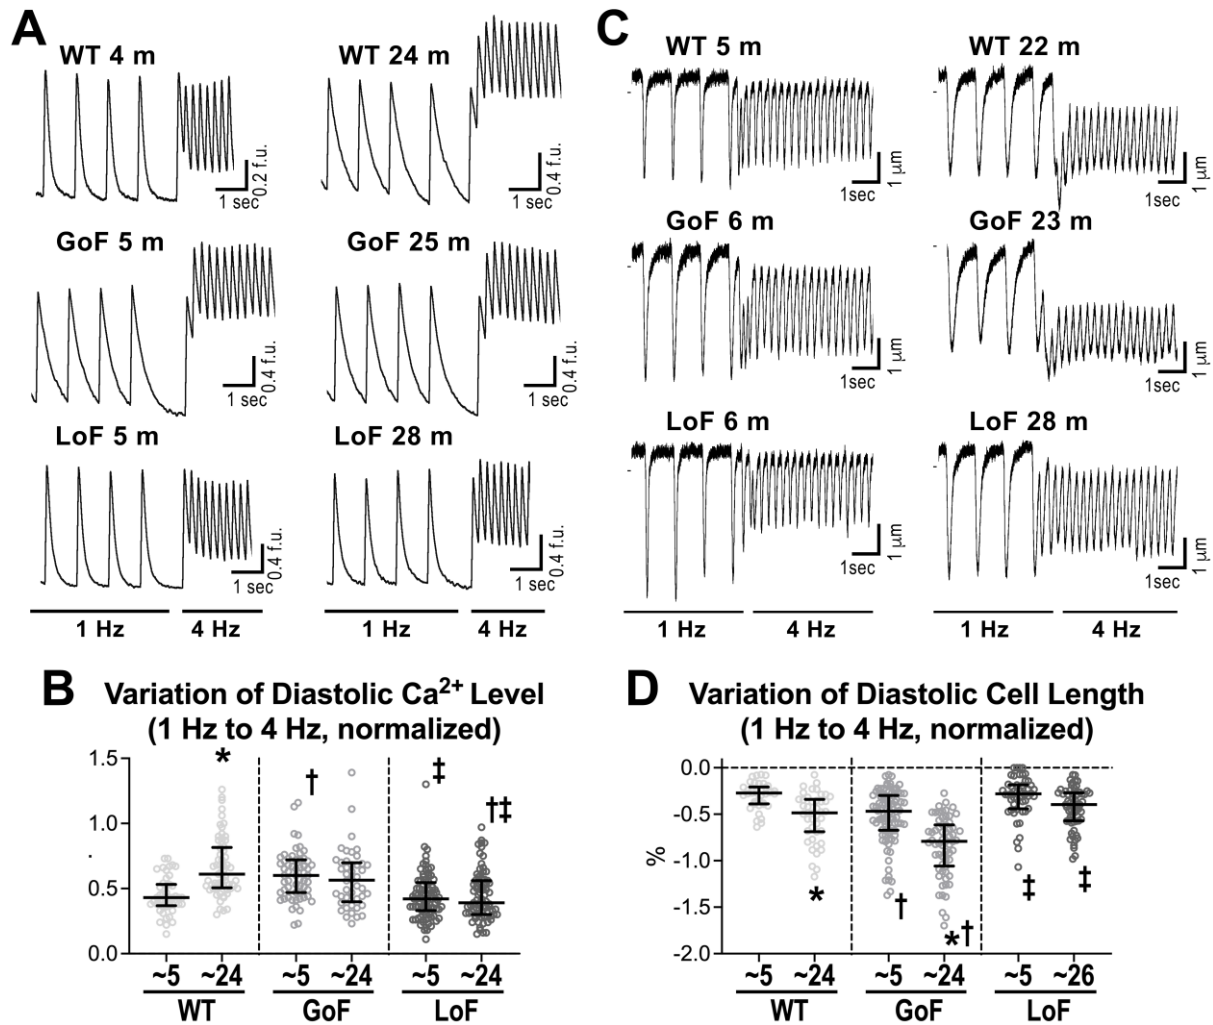 A
WT 4 m
0.2 f.u.
1 sec
WT 24 m
0.4 f.u.
1 sec
GoF 5 m
0.4 f.u.
1 sec
GoF 25 m
0.4 f.u.
1 sec
LoF 5 m
0.4 f.u.
1 sec
LoF 28 m
0.4 f.u.
1 sec
1 Hz
4 Hz
1 Hz
4 Hz
C
WT 5 m
1 µm
1sec
WT 22 m
1 µm
1sec
GoF 6 m
1 µm
1sec
GoF 23 m
1 µm
1sec
LoF 6 m
1 µm
1sec
LoF 28 m
1 µm
1sec
1 Hz
4 Hz
1 Hz
4 Hz
B
Variation of Diastolic Ca²⁺ Level
(1 Hz to 4 Hz, normalized)
1.5
1.0
0.5
0.0
*
†
‡
†‡
~5 ~24 ~5 ~24 ~5 ~24
WT GoF LoF
D
Variation of Diastolic Cell Length
(1 Hz to 4 Hz, normalized)
%
0.0
-0.5
-1.0
-1.5
-2.0
*
†
*†
‡
‡
~5 ~24 ~5 ~24 ~5 ~26
WT GoF LoF